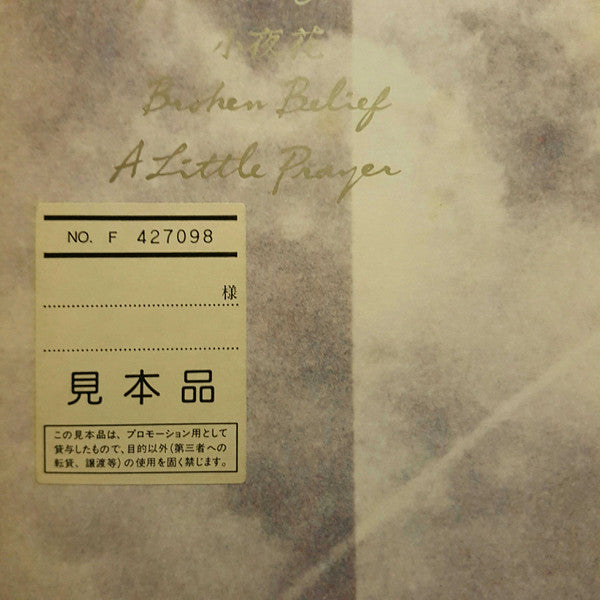 小夜花
Broken Belief
A Little Prayer
NO. F 427098
様
見本品
この見本品は、プロモーション用として
貸与したもので、目的以外(第三者への
転貸、譲渡等)の使用を固く禁じます。